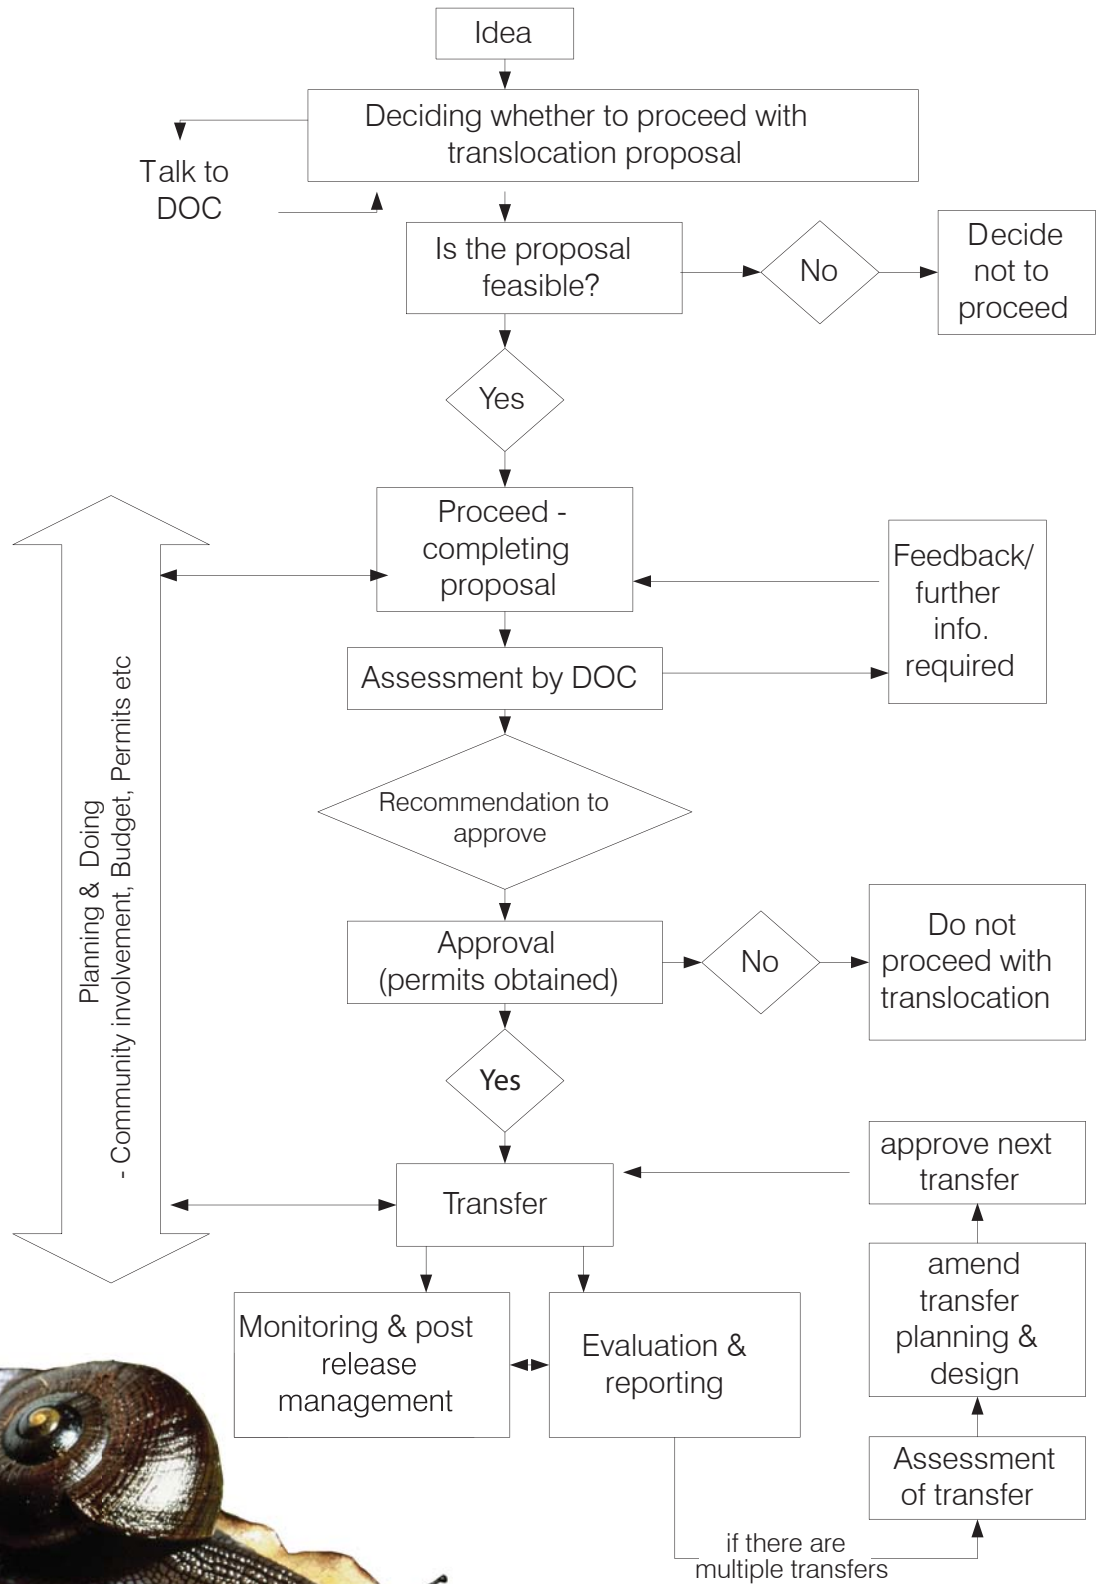 Idea
Deciding whether to proceed with
translocation proposal
Talk to
DOC
Is the proposal
feasible?
No
Decide
not to
proceed
Yes
Proceed -
completing
proposal
Feedback/
further
info.
required
Assessment by DOC
Recommendation to
approve
Planning & Doing
- Community involvement, Budget, Permits etc
Approval
(permits obtained)
No
Do not
proceed with
translocation
Yes
Transfer
approve next
transfer
amend
transfer
planning &
design
Monitoring & post
release
management
Evaluation &
reporting
Assessment
of transfer
if there are
multiple transfers